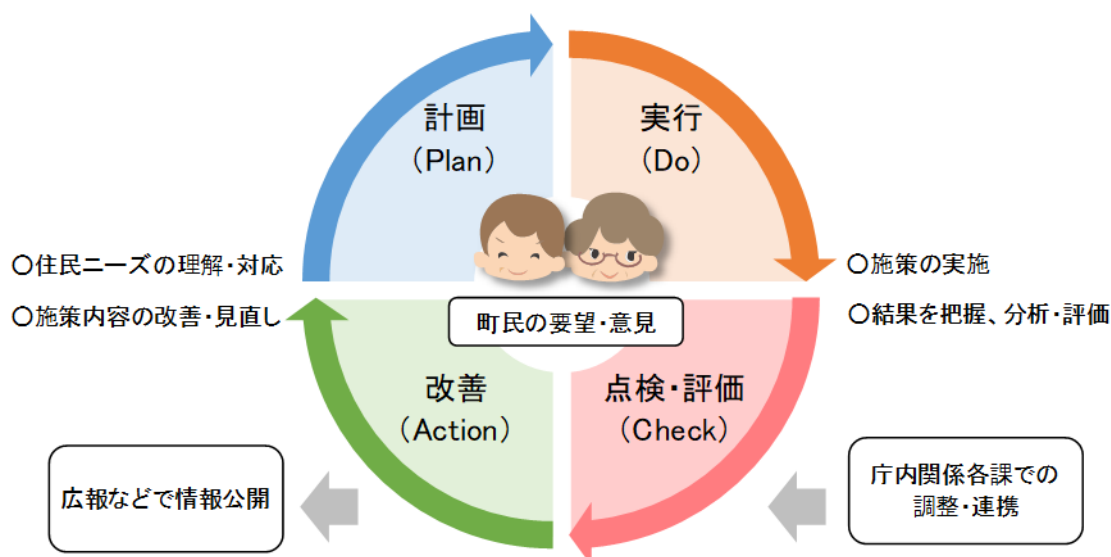 計画
（Plan）
実行
（Do）
○住民ニーズの理解・対応
○施策内容の改善・見直し
○施策の実施
○結果を把握、分析・評価
町民の要望・意見
改善
（Action）
点検・評価
（Check）
広報などで情報公開
庁内関係各課での
調整・連携